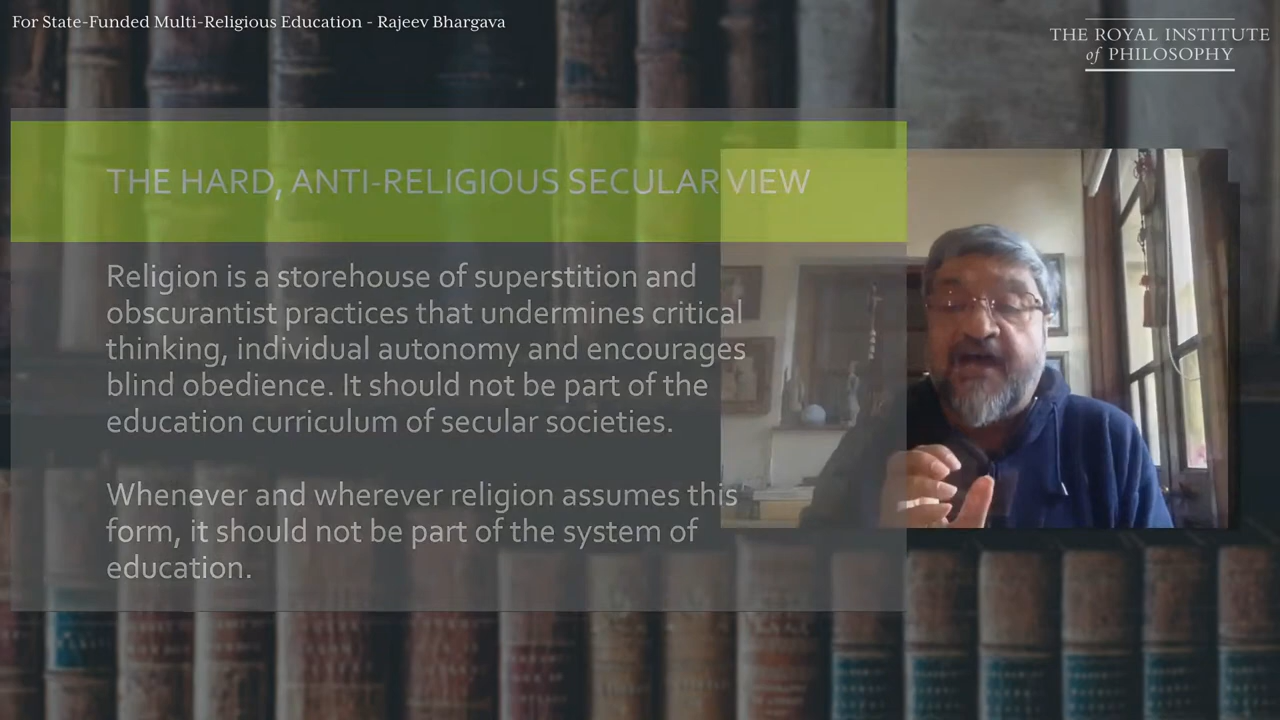 For State-Funded Multi-Religious Education - Rajeev Bhargava
THE ROYAL INSTITUTE
of PHILOSOPHY
THE HARD, ANTI-RELIGIOUS SECULAR VIEW
Religion is a storehouse of superstition and
obscurantist practices that undermines critical
thinking, individual autonomy and encourages
blind obedience. It should not be part of the
education curriculum of secular societies.
Whenever and wherever religion assumes this
form, it should not be part of the system of
education.